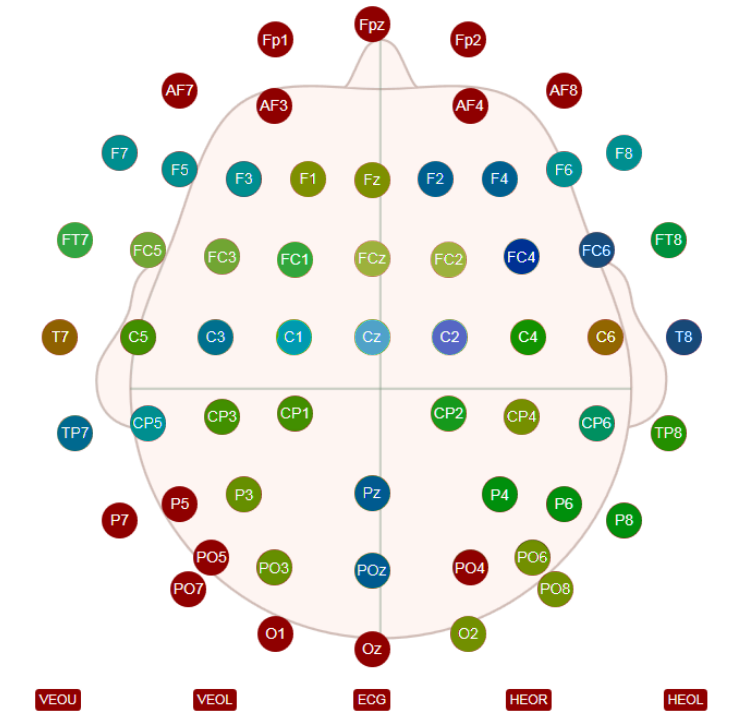 Fp1 Fpz Fp2
AF7 AF3 AF4 AF8
F7 F5 F3 F1 Fz F2 F4 F6 F8
FT7 FC5 FC3 FC1 FCz FC2 FC4 FC6 FT8
T7 C5 C3 C1 Cz C2 C4 C6 T8
TP7 CP5 CP3 CP1 CP2 CP4 CP6 TP8
P7 P5 P3 Pz P4 P6 P8
PO7 PO5 PO3 POz PO4 PO6 PO8
O1 Oz O2
VEOU VEOL ECG HEOR HEOL